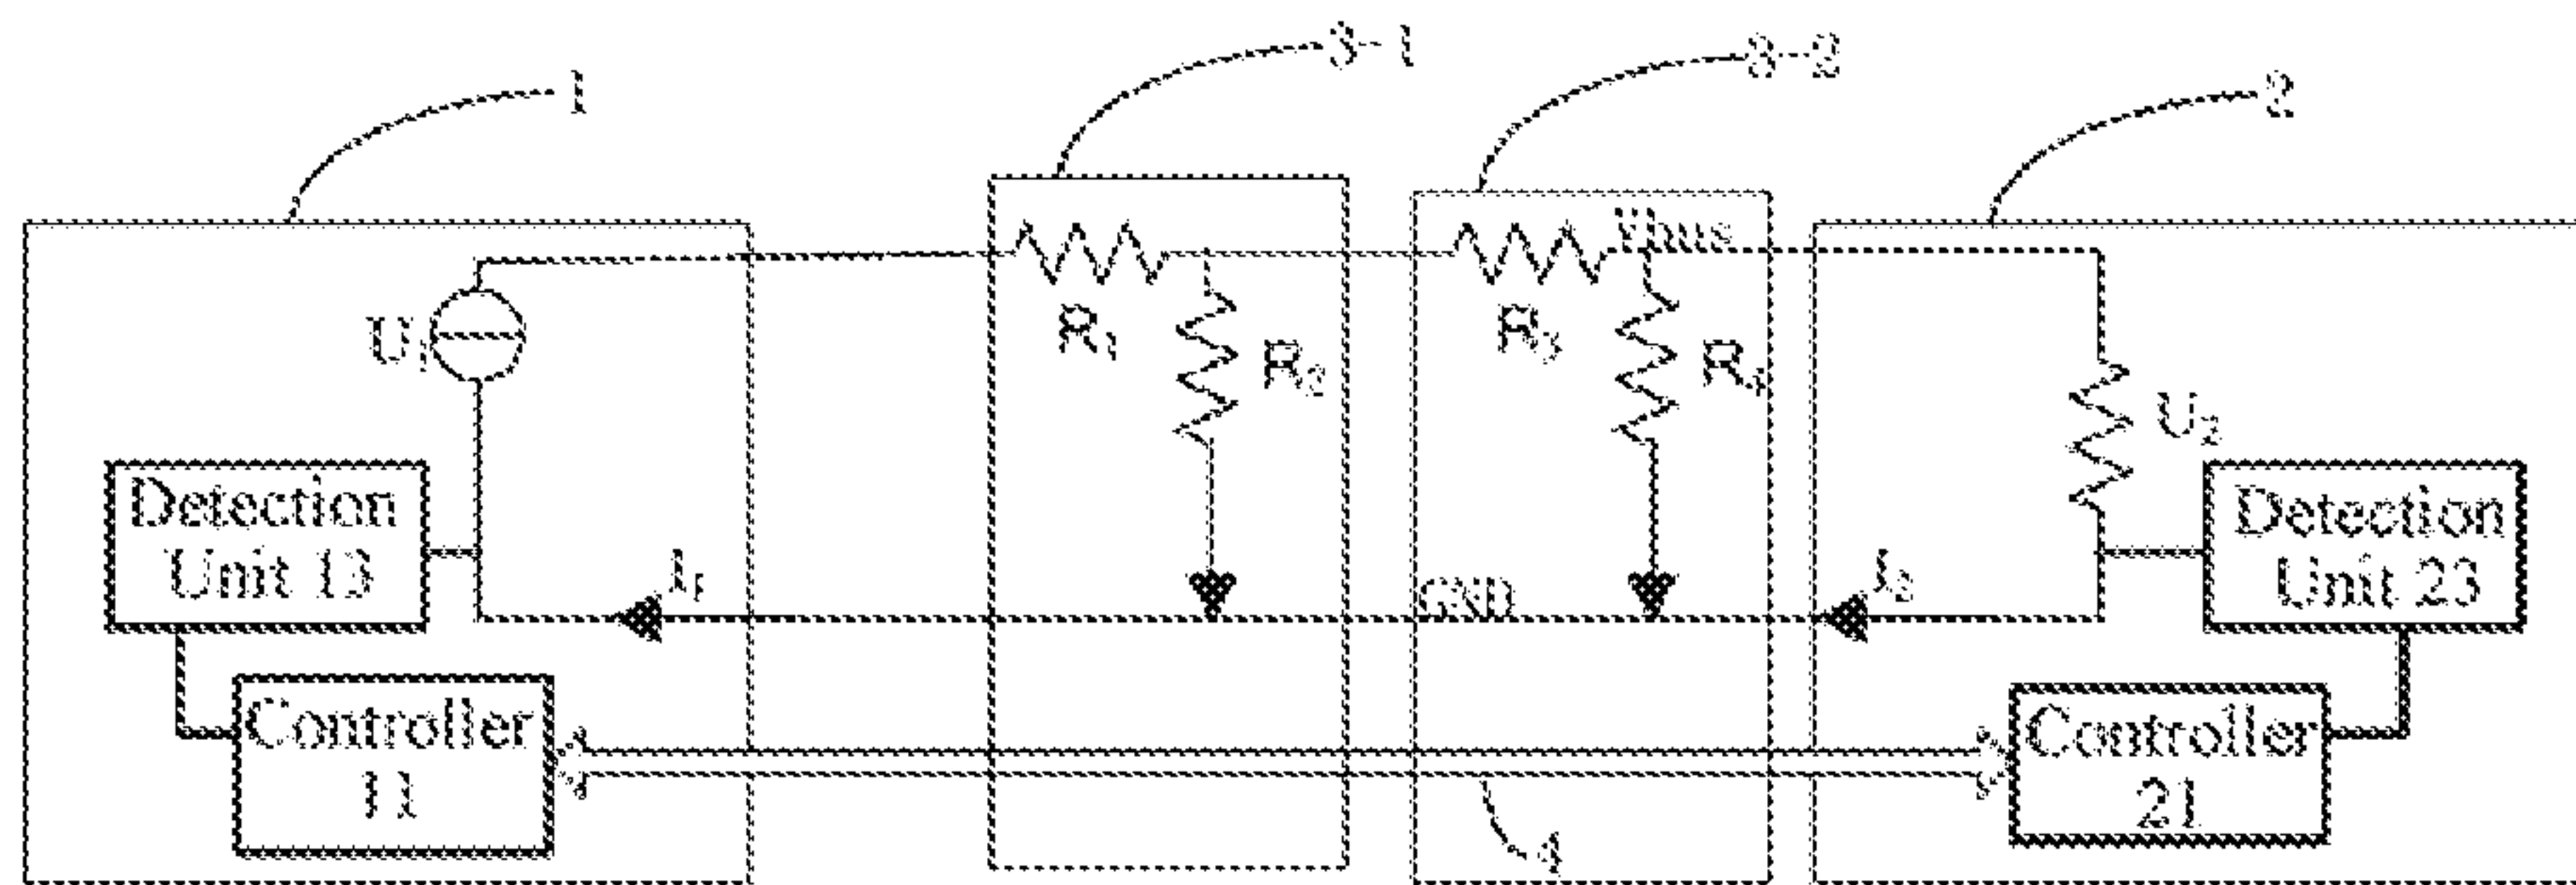 1
3-1
3-2
2
Vbus
U1
R1
R2
R3
R4
U2
Detection
Unit 13
I1
GND
I2
Detection
Unit 23
Controller
11
Controller
21
4